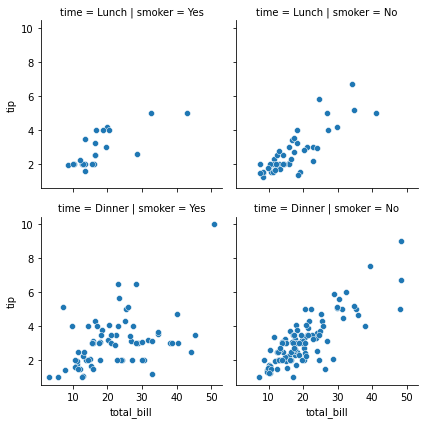 time = Lunch | smoker = Yes
time = Lunch | smoker = No
10
8
6
4
2
tip
time = Dinner | smoker = Yes
time = Dinner | smoker = No
10
8
6
4
2
tip
10 20 30 40 50
10 20 30 40 50
total_bill
total_bill